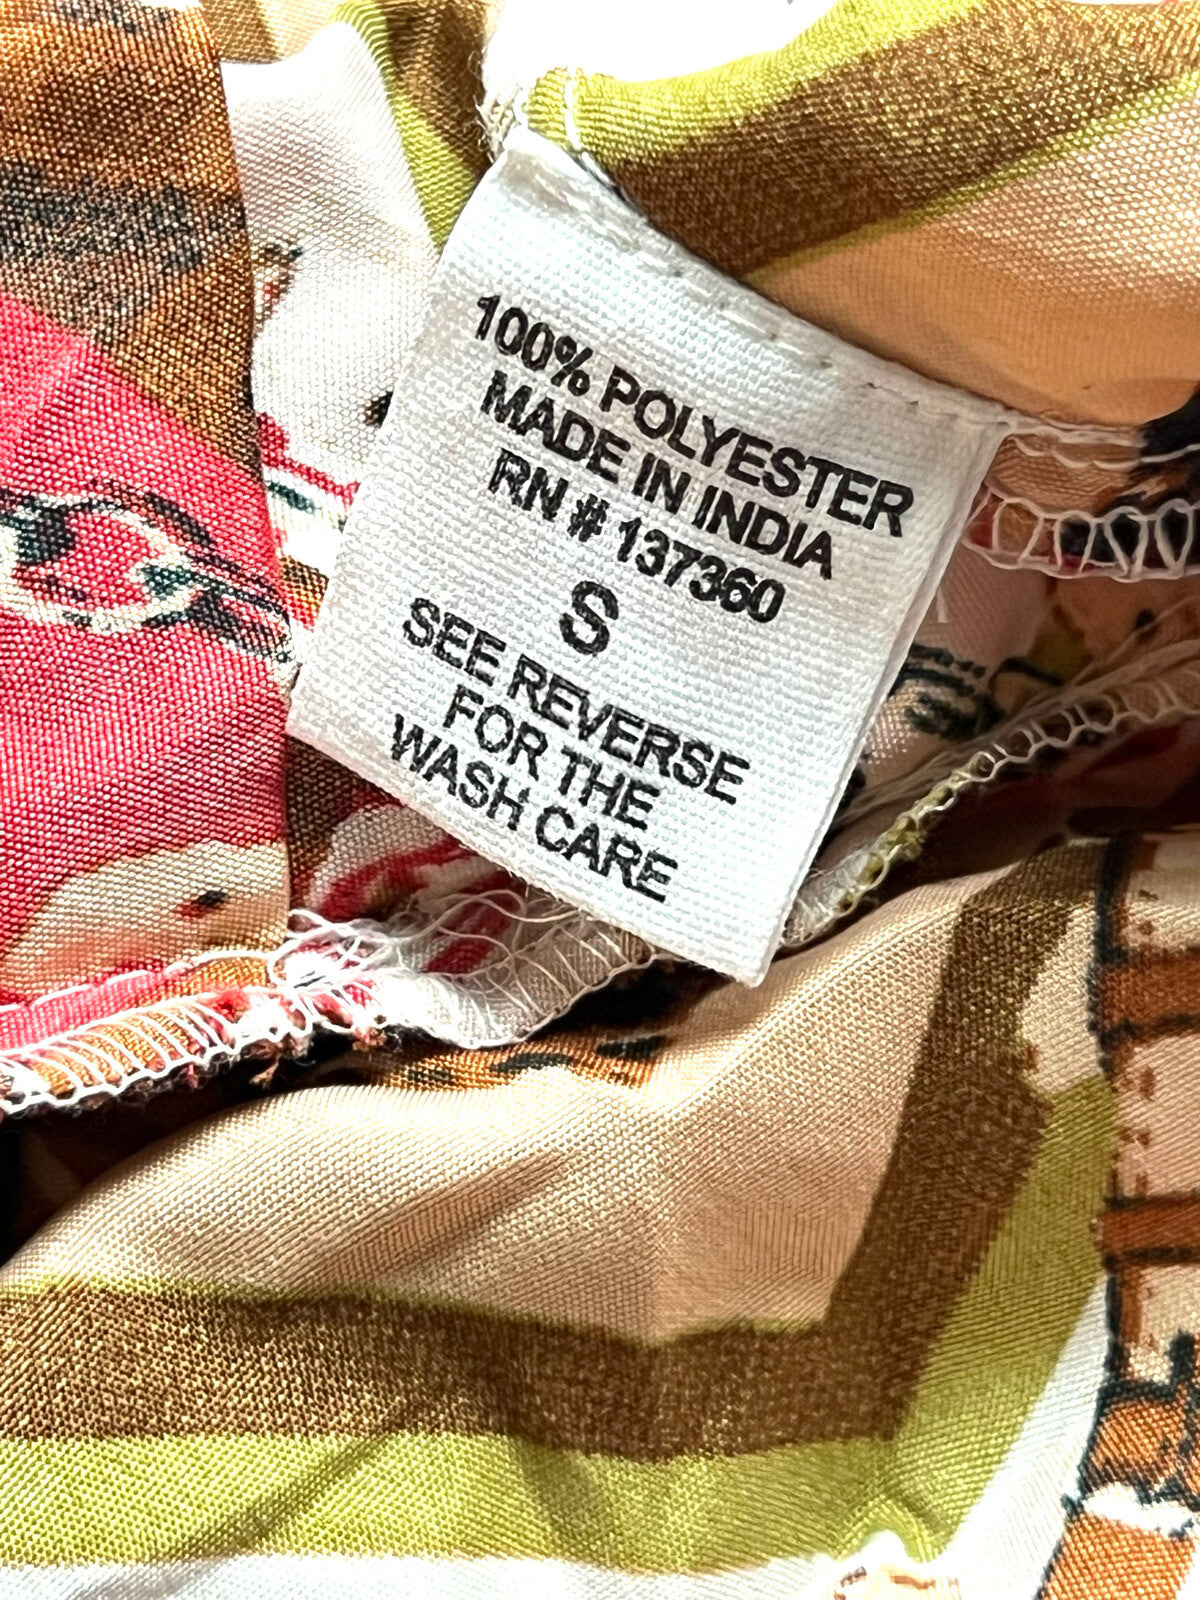 100% POLYESTER
MADE IN INDIA
RN # 137360
S
SEE REVERSE
FOR THE
WASH CARE